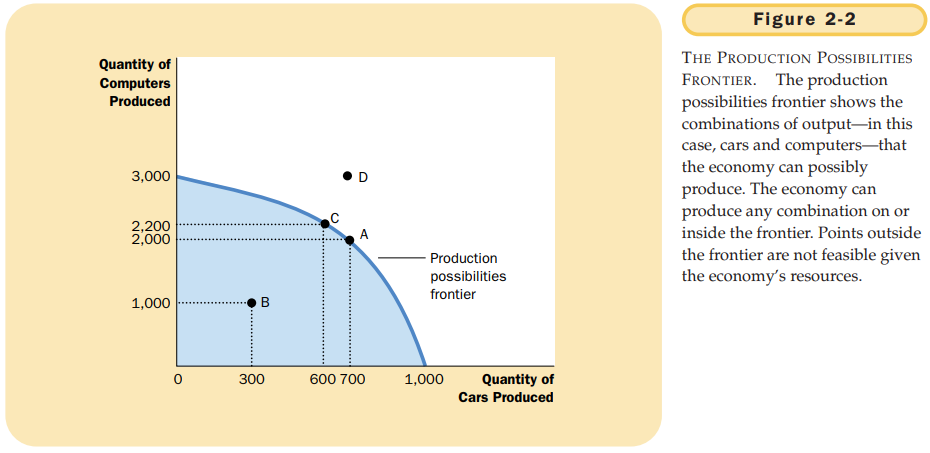 Figure 2-2
THE PRODUCTION POSSIBILITIES
FRONTIER. The production
possibilities frontier shows the
combinations of output—in this
case, cars and computers—that
the economy can possibly
produce. The economy can
produce any combination on or
inside the frontier. Points outside
the frontier are not feasible given
the economy's resources.
Quantity of
Computers
Produced
3,000
D
C
2,200
A
2,000
Production
possibilities
frontier
1,000
B
0
300
600 700
1,000
Quantity of
Cars Produced